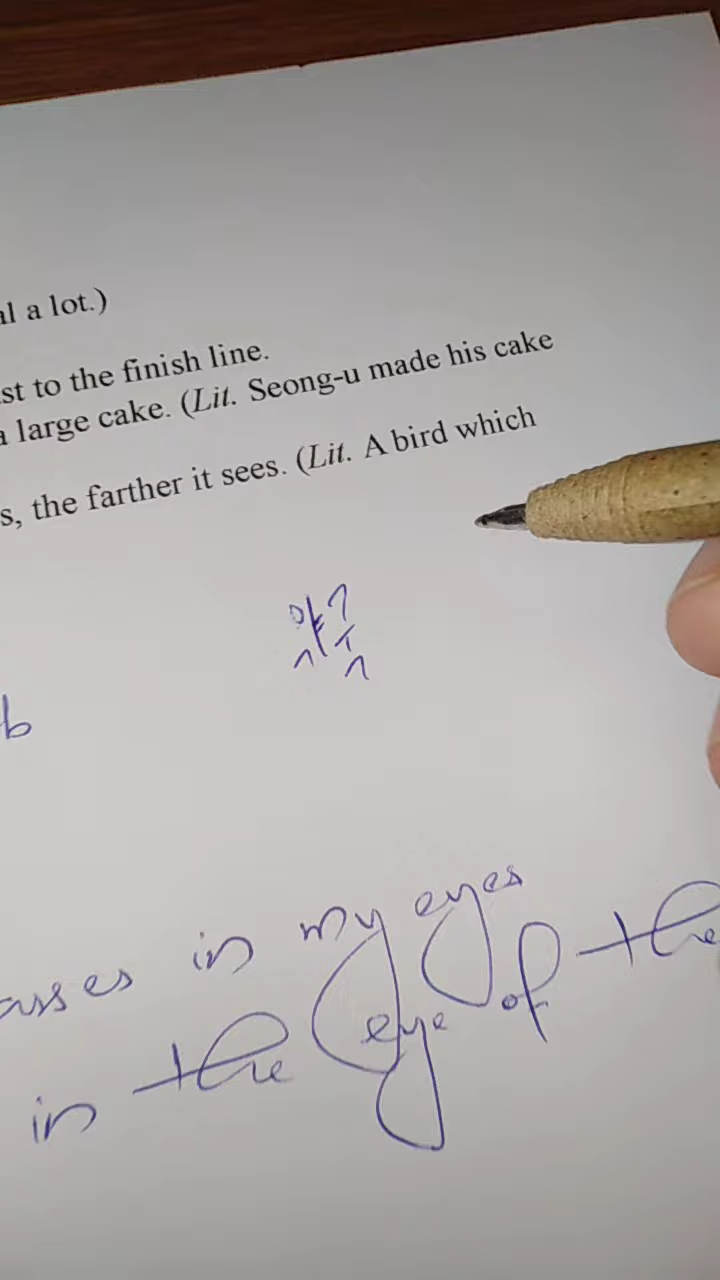 al a lot.)
st to the finish line.
a large cake. (Lit. Seong-u made his cake
s, the farther it sees. (Lit. A bird which
b
asses in my eyes
in the eye of the